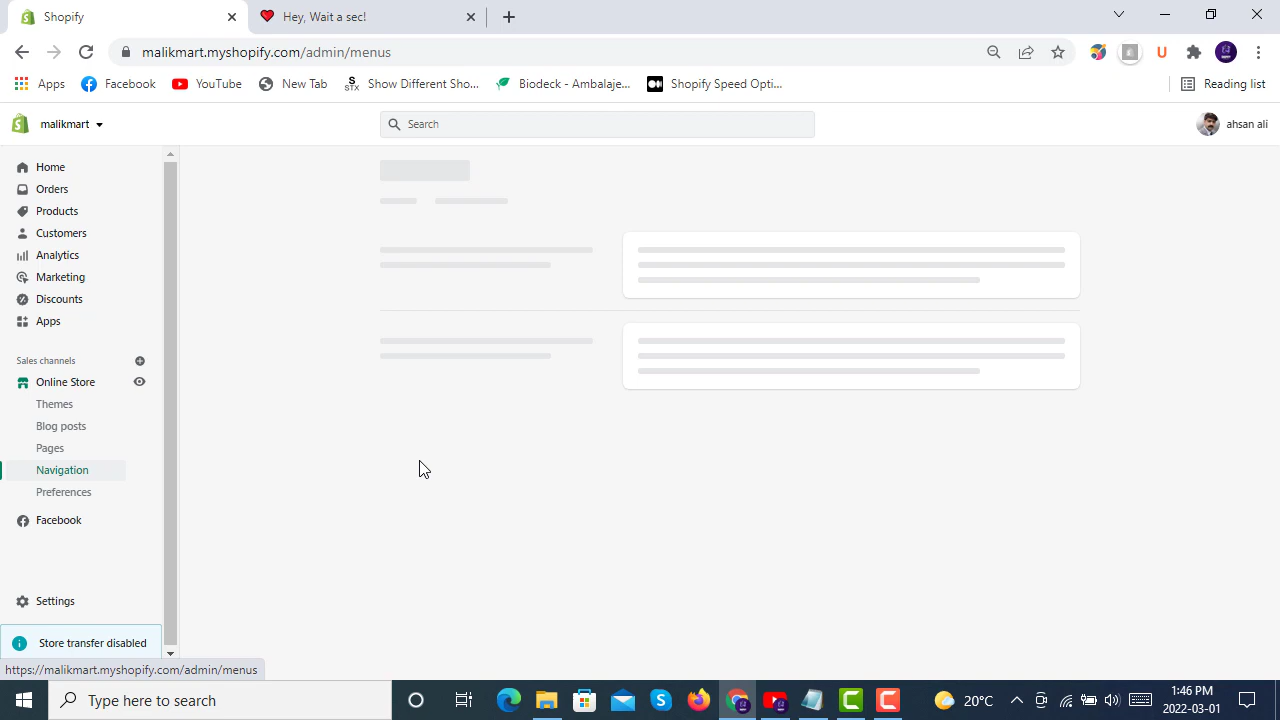 Shopify
Hey, Wait a sec!
malikmart.myshopify.com/admin/menus
Apps
Facebook
YouTube
New Tab
STX
Show Different Sho...
Biodeck - Ambalaje...
Shopify Speed Opti...
Reading list
malikmart
Search
ahsan ali
Home
Orders
Products
Customers
Analytics
Marketing
Discounts
Apps
Sales channels
Online Store
Themes
Blog posts
Pages
Navigation
Preferences
Facebook
Settings
Store transfer disabled
https://malikmart.myshopify.com/admin/menus
Type here to search
20°C
1:46 PM
2022-03-01